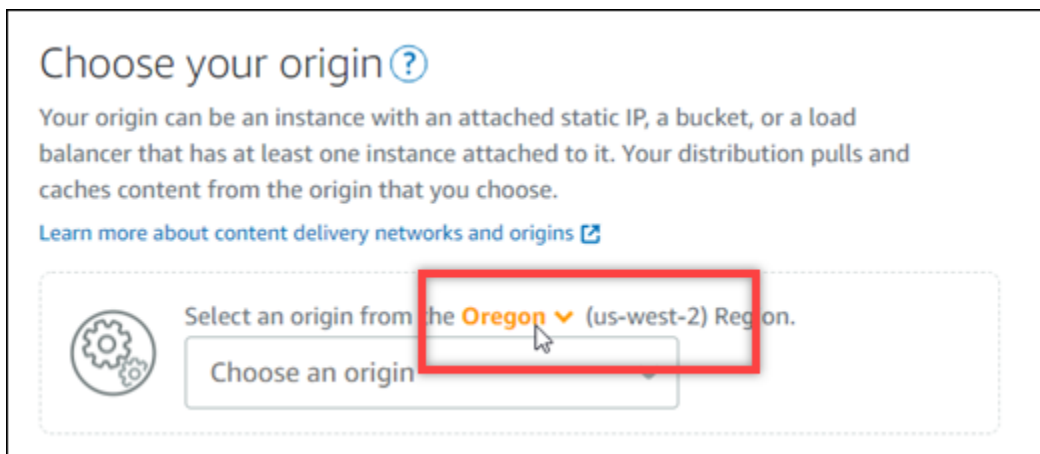 Choose your origin ?
Your origin can be an instance with an attached static IP, a bucket, or a load
balancer that has at least one instance attached to it. Your distribution pulls and
caches content from the origin that you choose.
Learn more about content delivery networks and origins
Select an origin from the Oregon (us-west-2) Region.
Choose an origin